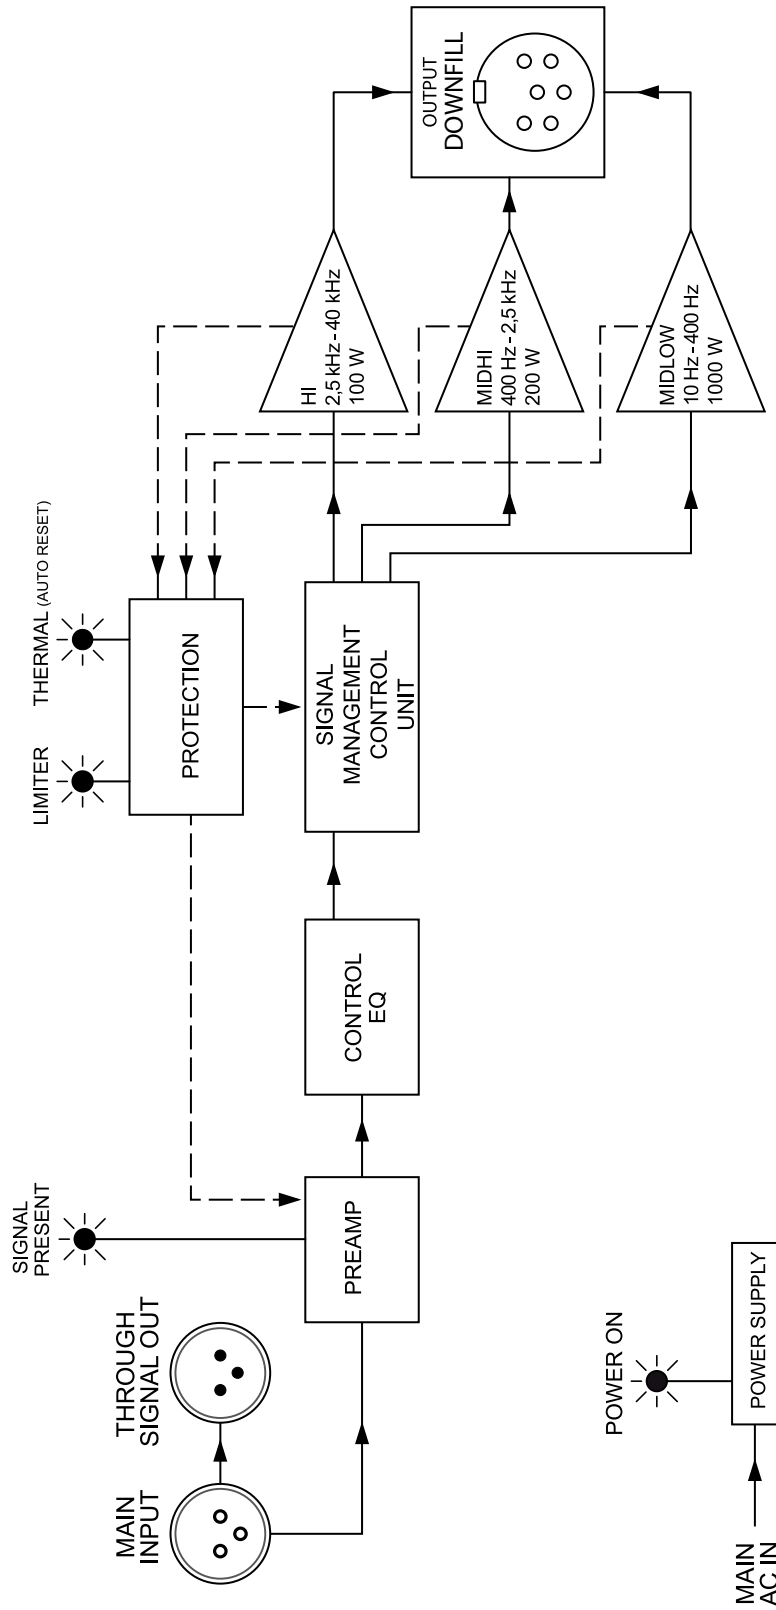 MAIN
INPUT
THROUGH
SIGNAL OUT
SIGNAL
PRESENT
LIMITER
THERMAL (AUTO RESET)
PREAMP
CONTROL
EQ
PROTECTION
SIGNAL
MANAGEMENT
CONTROL
UNIT
HI
2,5 kHz - 40 kHz
100 W
MIDHI
400 Hz - 2,5 kHz
200 W
MIDLOW
10 Hz - 400 Hz
1000 W
OUTPUT
DOWNFILL
POWER ON
POWER SUPPLY
MAIN
AC IN